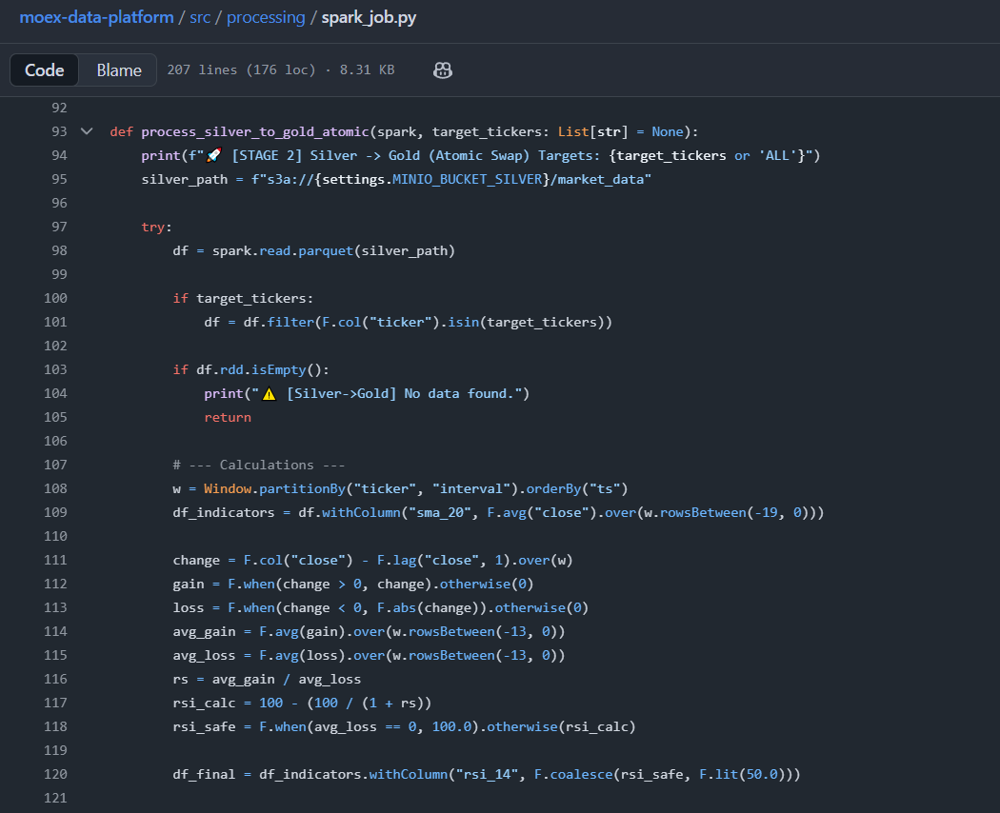 moex-data-platform / src / processing / spark_job.py
Code Blame 207 lines (176 loc) · 8.31 KB
92
93 def process_silver_to_gold_atomic(spark, target_tickers: List[str] = None):
94 print(f"🚀 [STAGE 2] Silver -> Gold (Atomic Swap) Targets: {target_tickers or 'ALL'}")
95 silver_path = f"s3a://{settings.MINIO_BUCKET_SILVER}/market_data"
96
97 try:
98 df = spark.read.parquet(silver_path)
99
100 if target_tickers:
101 df = df.filter(F.col("ticker").isin(target_tickers))
102
103 if df.rdd.isEmpty():
104 print("⚠️ [Silver->Gold] No data found.")
105 return
106
107 # --- Calculations ---
108 w = Window.partitionBy("ticker", "interval").orderBy("ts")
109 df_indicators = df.withColumn("sma_20", F.avg("close").over(w.rowsBetween(-19, 0)))
110
111 change = F.col("close") - F.lag("close", 1).over(w)
112 gain = F.when(change > 0, change).otherwise(0)
113 loss = F.when(change < 0, F.abs(change)).otherwise(0)
114 avg_gain = F.avg(gain).over(w.rowsBetween(-13, 0))
115 avg_loss = F.avg(loss).over(w.rowsBetween(-13, 0))
116 rs = avg_gain / avg_loss
117 rsi_calc = 100 - (100 / (1 + rs))
118 rsi_safe = F.when(avg_loss == 0, 100.0).otherwise(rsi_calc)
119
120 df_final = df_indicators.withColumn("rsi_14", F.coalesce(rsi_safe, F.lit(50.0)))
121